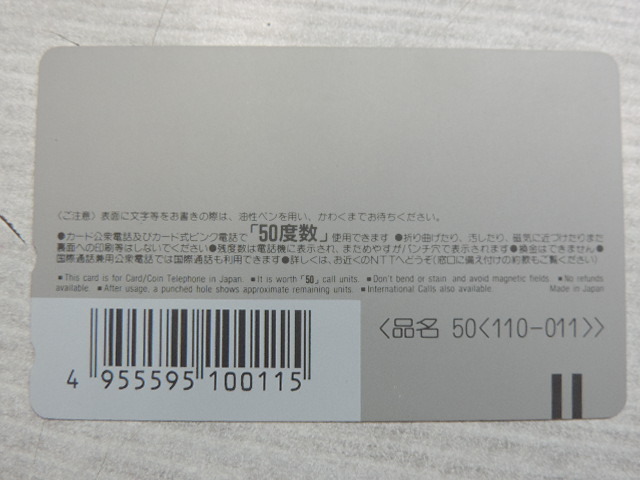 〈ご注意〉表面に文字等をお書きの際は、油性ペンを用い、かわくまでお待ちください。
●カード公衆電話及びカード式ピンク電話で「50度数」使用できます ●折り曲げたり、汚したり、磁気に近づけたりまた
裏面への印刷等はしないでください ●残度数は電話機に表示され、まためやすがパンチ穴で表示されます ●換金はできません ●
国際通話兼用公衆電話では国際通話も利用できます ●詳しくは、お近くのNTTへどうぞ(窓口に備え付けの約款もご覧ください)
■This card is for Card/Coin Telephone in Japan. ■It is worth「50」call units. ■Don't bend or stain and avoid magnetic fields. ■No refunds
available. ■After usage, a punched hole shows approximate remaining units. ■International Calls also available. Made in Japan
〈品名 50〈110-011〉〉
4 955595 100115